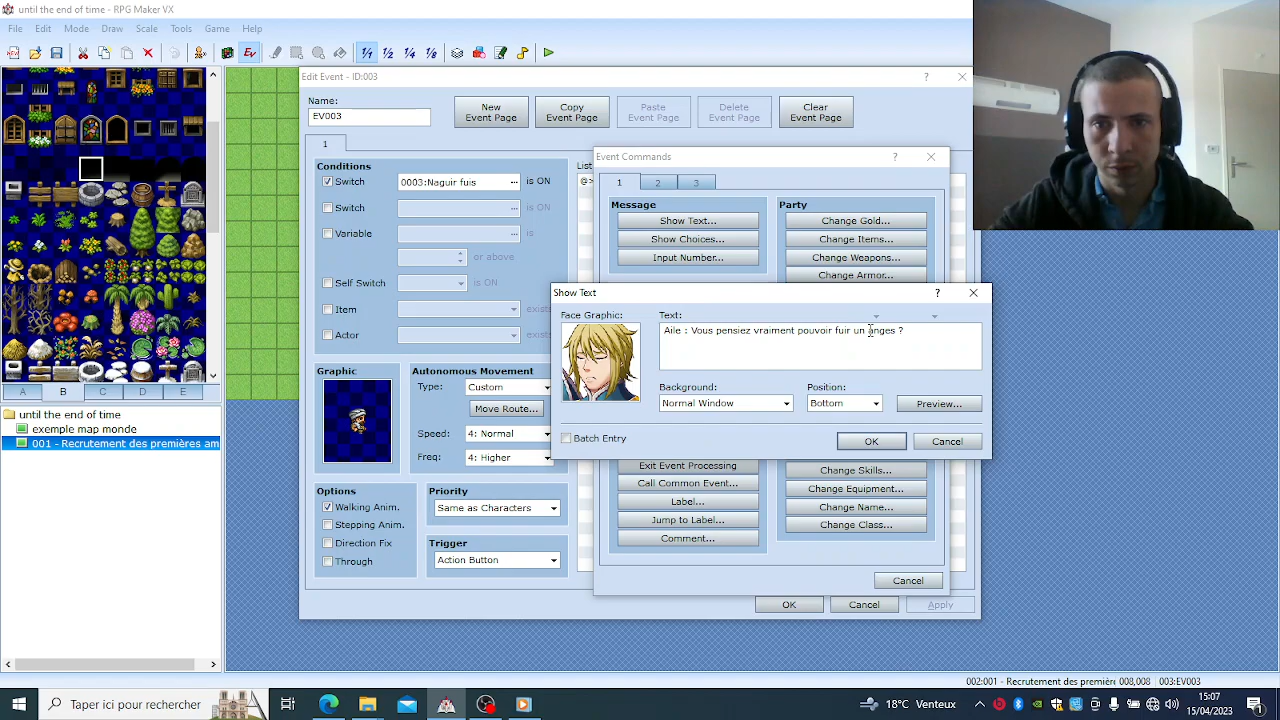 until the end of time - RPG Maker VX
File Edit Mode Draw Scale Tools Game Help
Edit Event - ID:003
Name:
EV003
New Event Page
Copy Event Page
Paste Event Page
Delete Event Page
Clear Event Page
1
Conditions
Switch 0003:Naguir fuis ... is ON
Switch ... is ON
Variable ... is
or above
Self Switch is ON
Item exists
Actor exists
Graphic
Autonomous Movement
Type: Custom
Move Route...
Speed: 4: Normal
Freq: 4: Higher
Options
Walking Anim.
Stepping Anim.
Direction Fix
Through
Priority
Same as Characters
Trigger
Action Button
List
@>
OK Cancel Apply
Event Commands
1 2 3
Message
Show Text...
Show Choices...
Input Number...
Party
Change Gold...
Change Items...
Change Weapons...
Change Armor...
Show Text
Face Graphic:
Text:
Aile : Vous pensiez vraiment pouvoir fuir un anges ?
Background:
Normal Window
Position:
Bottom
Preview...
Batch Entry
OK Cancel
Exit Event Processing
Call Common Event...
Label...
Jump to Label...
Comment...
Change Skills...
Change Equipment...
Change Name...
Change Class...
Cancel
A B C D E
until the end of time
exemple map monde
001 - Recrutement des premières am
002:001 - Recrutement des première 008,008 003:EV003
Taper ici pour rechercher
18°C Venteux
15:07
15/04/2023